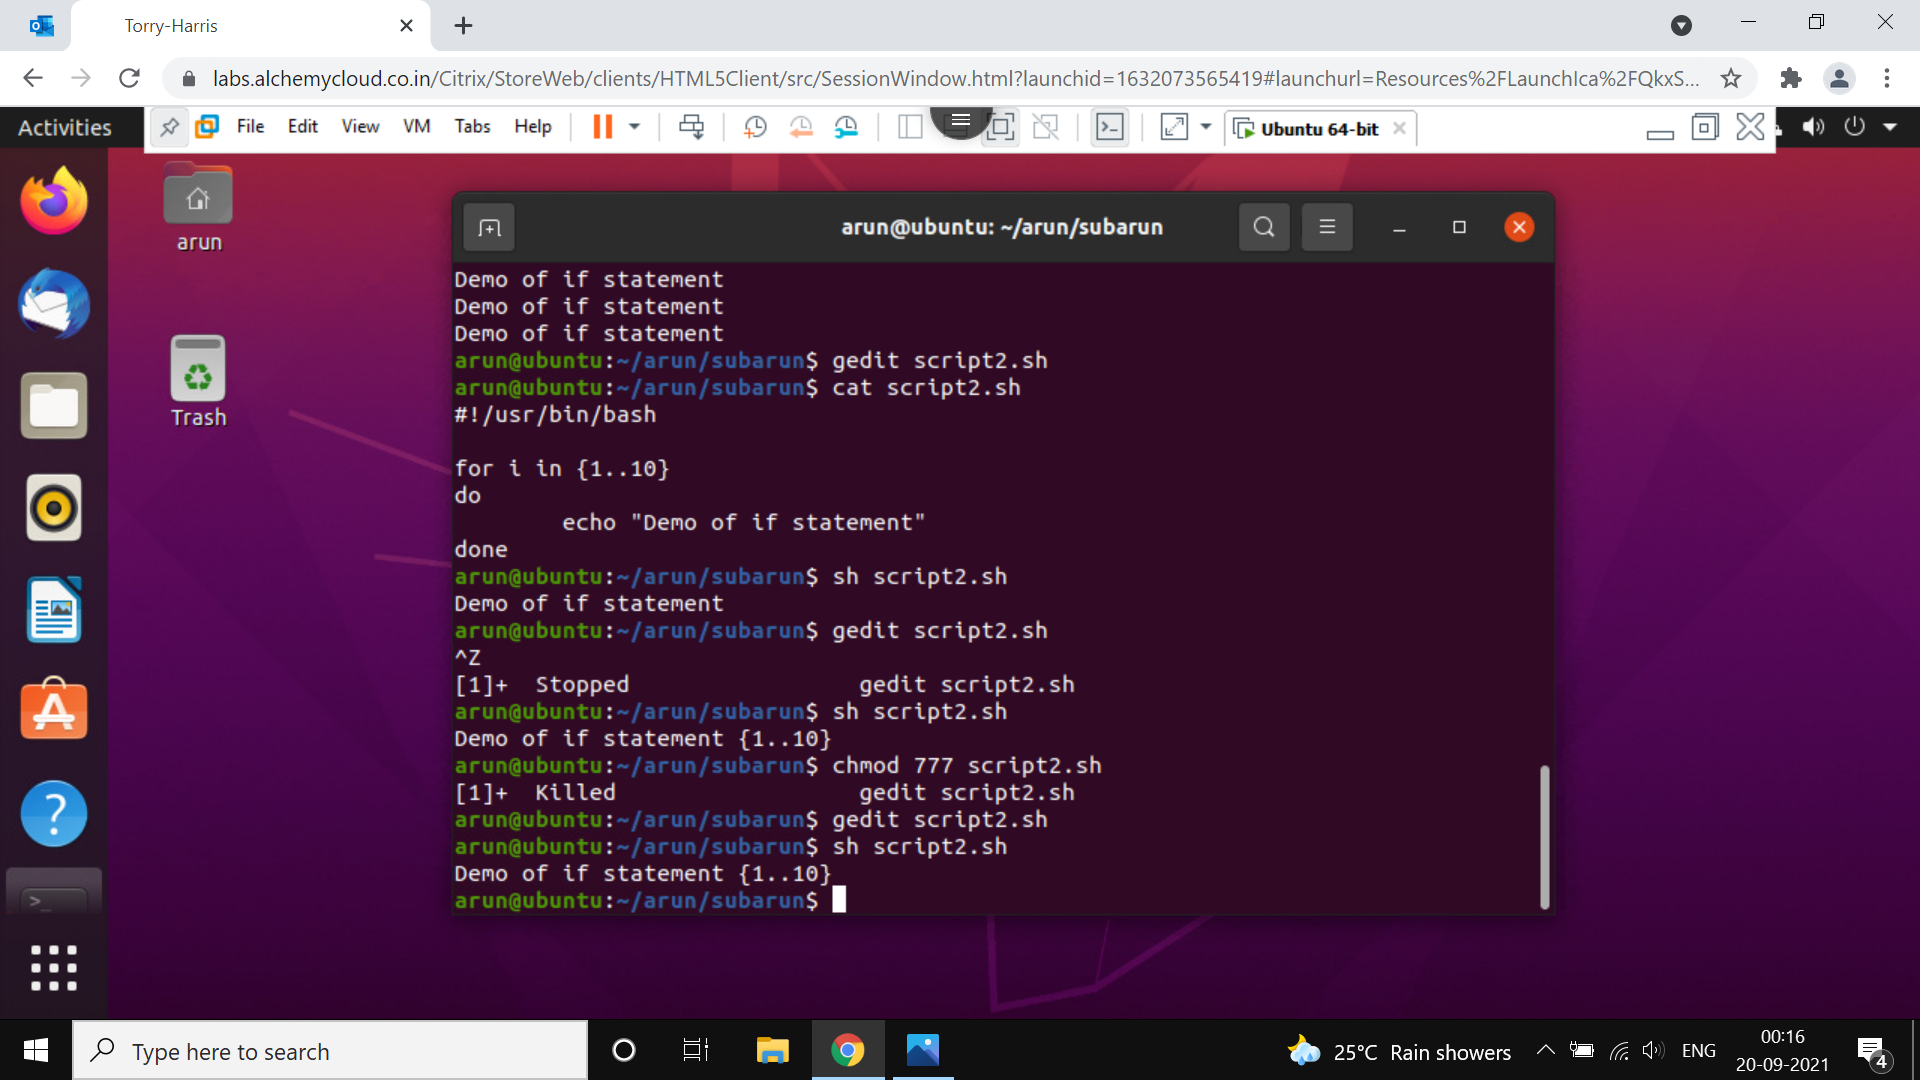 Torry-Harris
labs.alchemycloud.co.in/Citrix/StoreWeb/clients/HTML5Client/src/SessionWindow.html?launchid=1632073565419#launchurl=Resources%2FLaunchIca%2FQkxS...
Activities File Edit View VM Tabs Help Ubuntu 64-bit
arun
Trash
arun@ubuntu: ~/arun/subarun
Demo of if statement
Demo of if statement
Demo of if statement
arun@ubuntu:~/arun/subarun$ gedit script2.sh
arun@ubuntu:~/arun/subarun$ cat script2.sh
#!/usr/bin/bash
for i in {1..10}
do
echo "Demo of if statement"
done
arun@ubuntu:~/arun/subarun$ sh script2.sh
Demo of if statement
arun@ubuntu:~/arun/subarun$ gedit script2.sh
^Z
[1]+  Stopped                 gedit script2.sh
arun@ubuntu:~/arun/subarun$ sh script2.sh
Demo of if statement {1..10}
arun@ubuntu:~/arun/subarun$ chmod 777 script2.sh
[1]+  Killed                  gedit script2.sh
arun@ubuntu:~/arun/subarun$ gedit script2.sh
arun@ubuntu:~/arun/subarun$ sh script2.sh
Demo of if statement {1..10}
arun@ubuntu:~/arun/subarun$
Type here to search
25°C Rain showers
ENG
00:16
20-09-2021
4